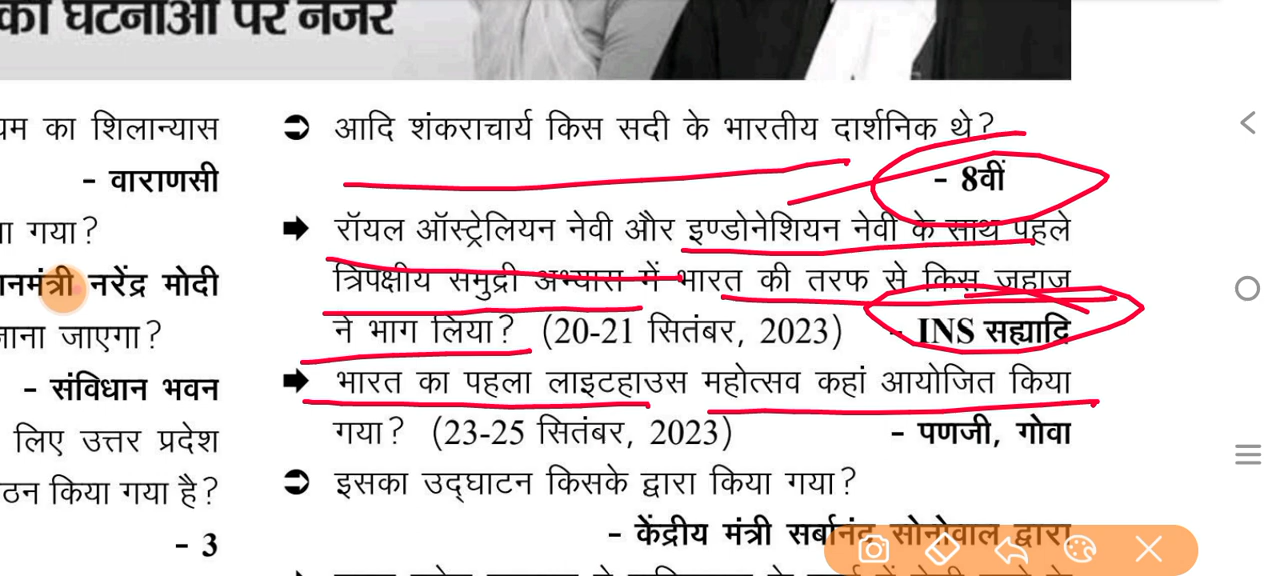 की घटनाओं पर नजर
का शिलान्यास
- वाराणसी
गया?
नरेंद्र मोदी
जाना जाएगा?
- संविधान भवन
लिए उत्तर प्रदेश
किया गया है?
- 3
आदि शंकराचार्य किस सदी के भारतीय दार्शनिक थे?
- 8वीं
रॉयल ऑस्ट्रेलियन नेवी और इण्डोनेशियन नेवी के साथ पहले
त्रिपक्षीय समुद्री अभ्यास में भारत की तरफ से किस जहाज
ने भाग लिया? (20-21 सितंबर, 2023) - INS सह्याद्रि
भारत का पहला लाइटहाउस महोत्सव कहां आयोजित किया
गया? (23-25 सितंबर, 2023) - पणजी, गोवा
इसका उद्घाटन किसके द्वारा किया गया?
- केंद्रीय मंत्री सर्बानंद सोनोवाल द्वारा